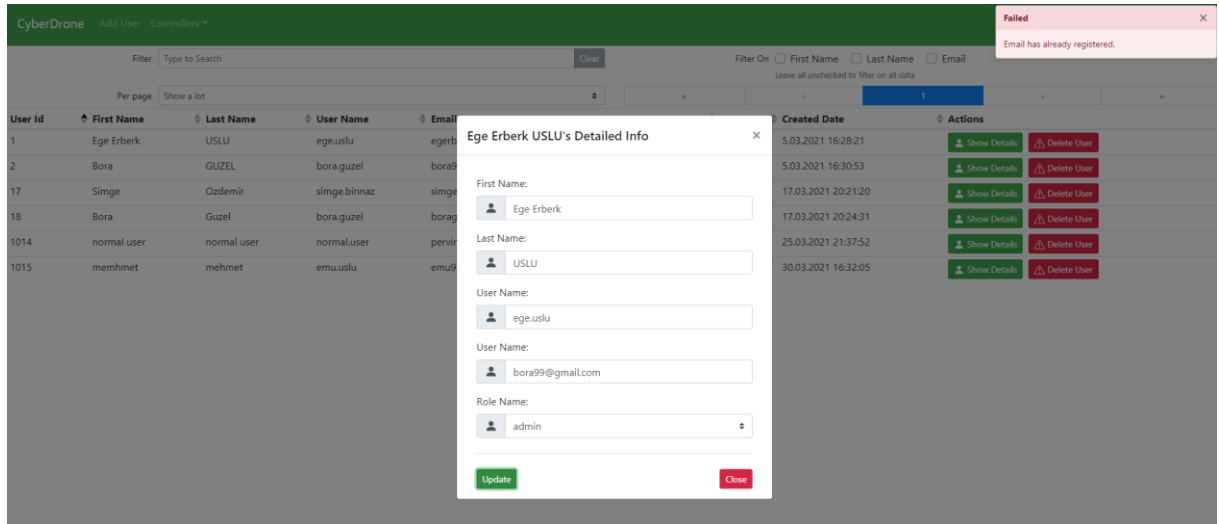 CyberDrone Add User Controllers
Failed ×
Email has already registered.
Filter Type to Search Clear
Filter On First Name Last Name Email
Leave all unchecked to filter on all data
Per page Show a lot
« ‹ 1 › »
User Id First Name Last Name User Name Email Created Date Actions
1 Ege Erberk USLU ege.uslu egerb 5.03.2021 16:28:21 Show Details Delete User
2 Bora GUZEL bora.guzel bora9 5.03.2021 16:30:53 Show Details Delete User
17 Simge Ozdemir simge.binnaz simge 17.03.2021 20:21:20 Show Details Delete User
18 Bora Guzel bora.guzel borag 17.03.2021 20:24:31 Show Details Delete User
1014 normal user normal user normal.user pervin 25.03.2021 21:37:52 Show Details Delete User
1015 memhmet mehmet emu.uslu emu9 30.03.2021 16:32:05 Show Details Delete User
Ege Erberk USLU's Detailed Info ×
First Name:
Ege Erberk
Last Name:
USLU
User Name:
ege.uslu
User Name:
bora99@gmail.com
Role Name:
admin
Update Close